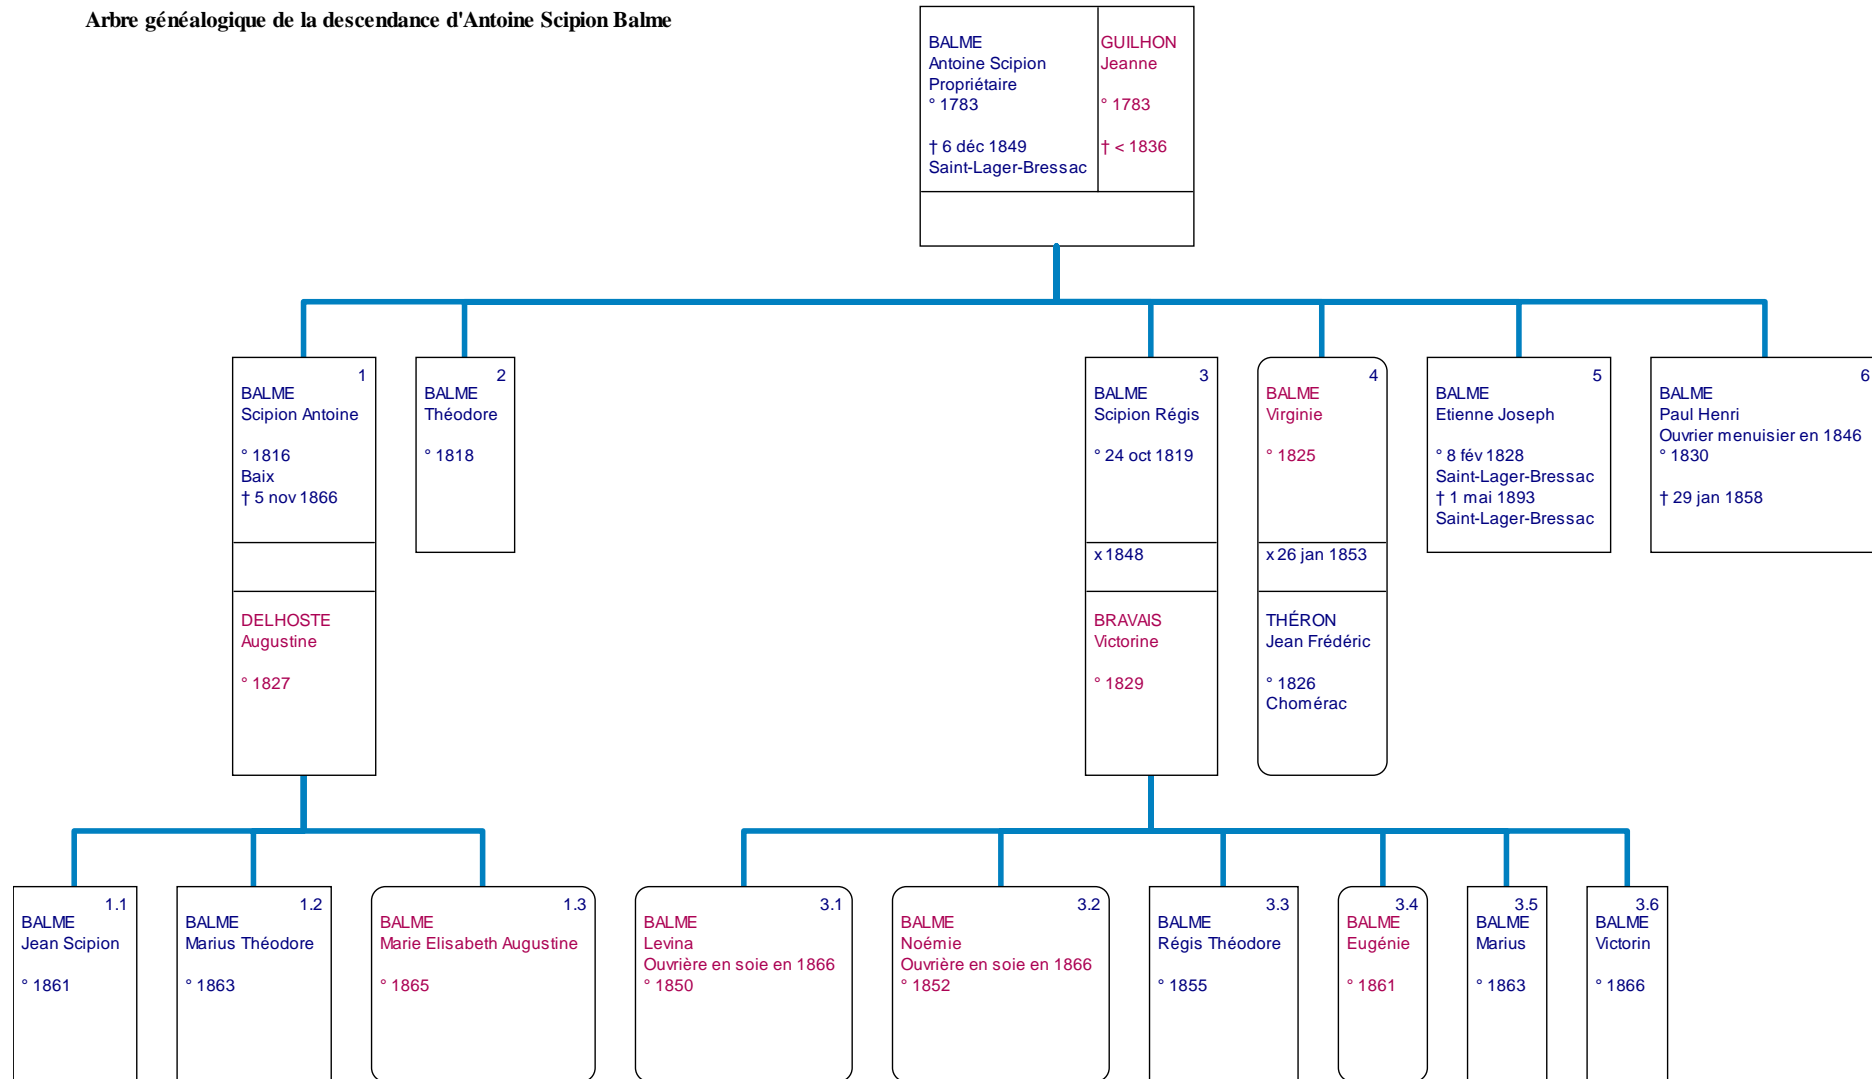 Arbre généalogique de la descendance d'Antoine Scipion Balme
BALME
Antoine Scipion
Propriétaire
° 1783
† 6 déc 1849
Saint-Lager-Bressac
GUILHON
Jeanne
° 1783
† < 1836
1
BALME
Scipion Antoine
° 1816
Baix
† 5 nov 1866
DELHOSTE
Augustine
° 1827
2
BALME
Théodore
° 1818
3
BALME
Scipion Régis
° 24 oct 1819
x 1848
BRAVAIS
Victorine
° 1829
4
BALME
Virginie
° 1825
x 26 jan 1853
THÉRON
Jean Frédéric
° 1826
Chomérac
5
BALME
Etienne Joseph
° 8 fév 1828
Saint-Lager-Bressac
† 1 mai 1893
Saint-Lager-Bressac
6
BALME
Paul Henri
Ouvrier menuisier en 1846
° 1830
† 29 jan 1858
1.1
BALME
Jean Scipion
° 1861
1.2
BALME
Marius Théodore
° 1863
1.3
BALME
Marie Elisabeth Augustine
° 1865
3.1
BALME
Levina
Ouvrière en soie en 1866
° 1850
3.2
BALME
Noémie
Ouvrière en soie en 1866
° 1852
3.3
BALME
Régis Théodore
° 1855
3.4
BALME
Eugénie
° 1861
3.5
BALME
Marius
° 1863
3.6
BALME
Victorin
° 1866